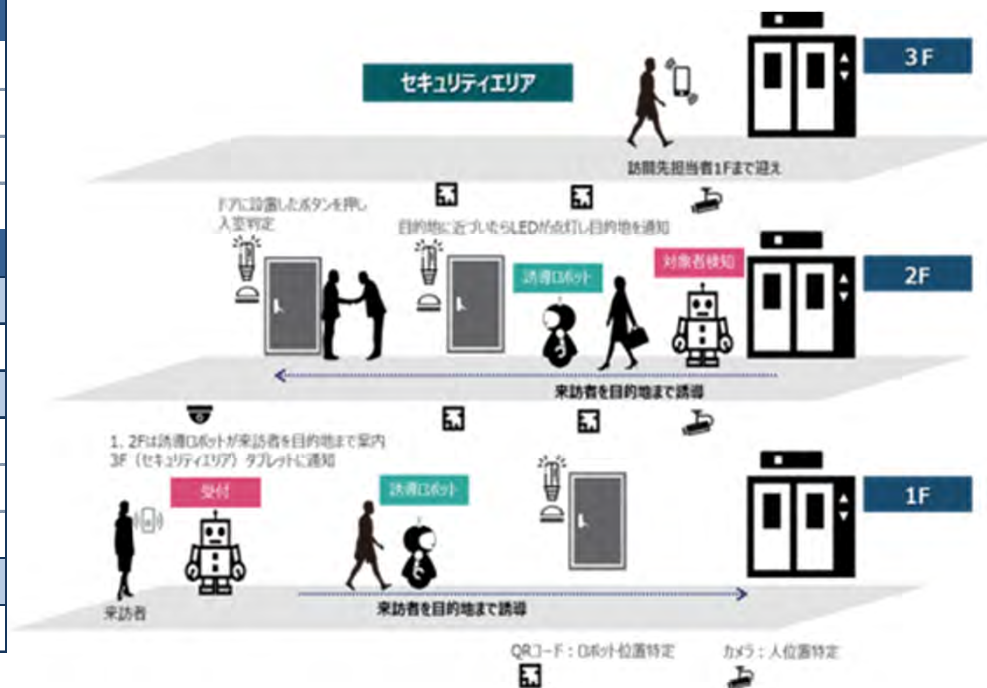 3F
セキュリティエリア
訪問先担当者1Fまで迎え
ドアに設置したボタンを押し
入室判定
目的地に近づいたらLEDが点灯し目的地を通知
対象者検知
誘導ロボット
2F
来訪者を目的地まで誘導
1、2Fは誘導ロボットが来訪者を目的地まで案内
3F（セキュリティエリア）タブレットに通知
受付
誘導ロボット
1F
来訪者
来訪者を目的地まで誘導
QRコード：ロボット位置特定
カメラ：人位置特定